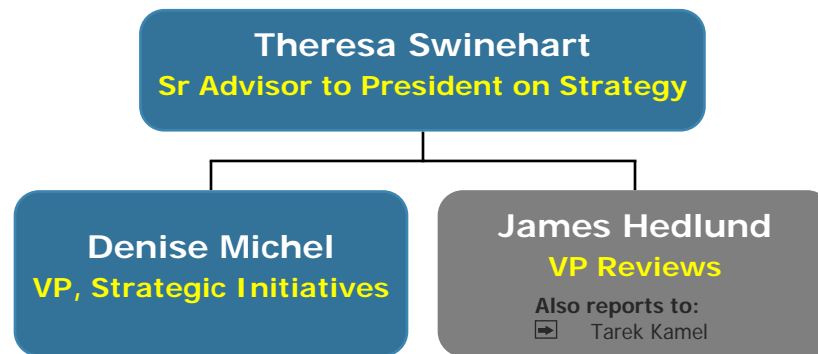 Theresa Swinehart
Sr Advisor to President on Strategy
Denise Michel
VP, Strategic Initiatives
James Hedlund
VP Reviews
Also reports to:
Tarek Kamel